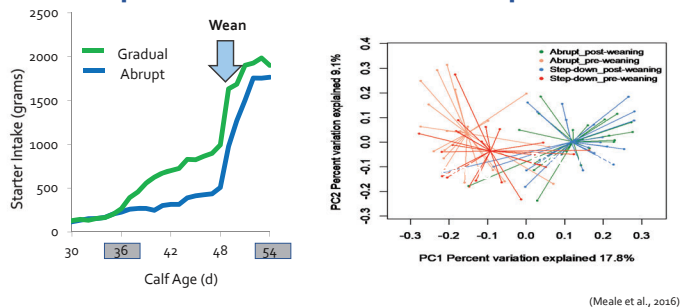 Wean
2500
2000
1500
1000
500
0
Starter Intake (grams)
Gradual
Abrupt
30
36
42
48
54
Calf Age (d)
PC2 Percent variation explained 9.1%
0.4
0.3
0.2
0.1
0.0
-0.1
-0.2
-0.3
Abrupt_post-weaning
Abrupt_pre-weaning
Step-down_post-weaning
Step-down_pre-weaning
-0.3
-0.2
-0.1
0.0
0.1
0.2
0.3
PC1 Percent variation explained 17.8%
(Meale et al., 2016)